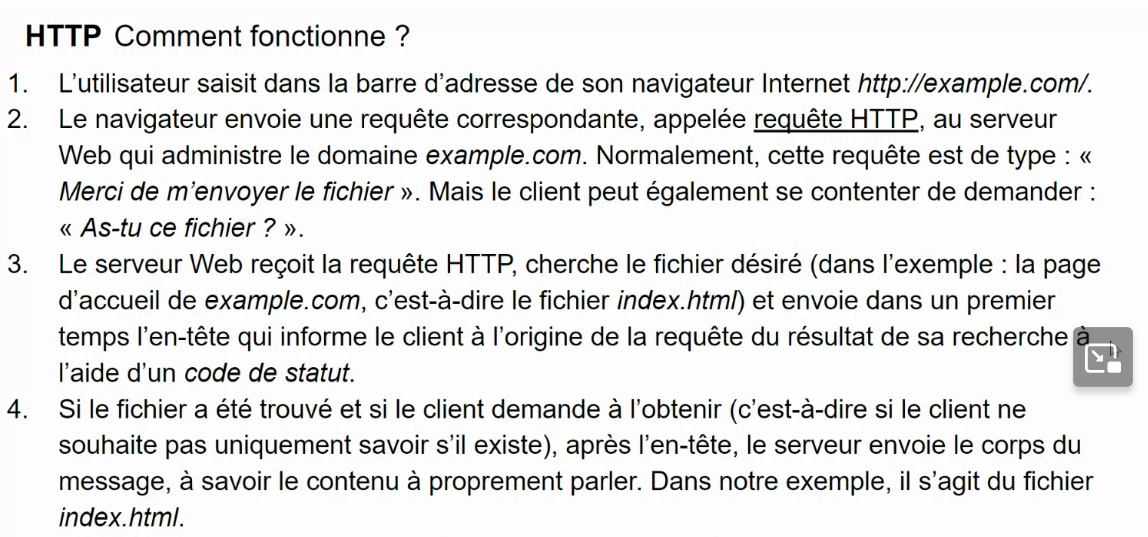 HTTP Comment fonctionne ?
1. L’utilisateur saisit dans la barre d’adresse de son navigateur Internet http://example.com/.
2. Le navigateur envoie une requête correspondante, appelée requête HTTP, au serveur
Web qui administre le domaine example.com. Normalement, cette requête est de type : «
Merci de m’envoyer le fichier ». Mais le client peut également se contenter de demander :
« As-tu ce fichier ? ».
3. Le serveur Web reçoit la requête HTTP, cherche le fichier désiré (dans l’exemple : la page
d’accueil de example.com, c’est-à-dire le fichier index.html) et envoie dans un premier
temps l’en-tête qui informe le client à l’origine de la requête du résultat de sa recherche à
l’aide d’un code de statut.
4. Si le fichier a été trouvé et si le client demande à l’obtenir (c’est-à-dire si le client ne
souhaite pas uniquement savoir s’il existe), après l’en-tête, le serveur envoie le corps du
message, à savoir le contenu à proprement parler. Dans notre exemple, il s’agit du fichier
index.html.